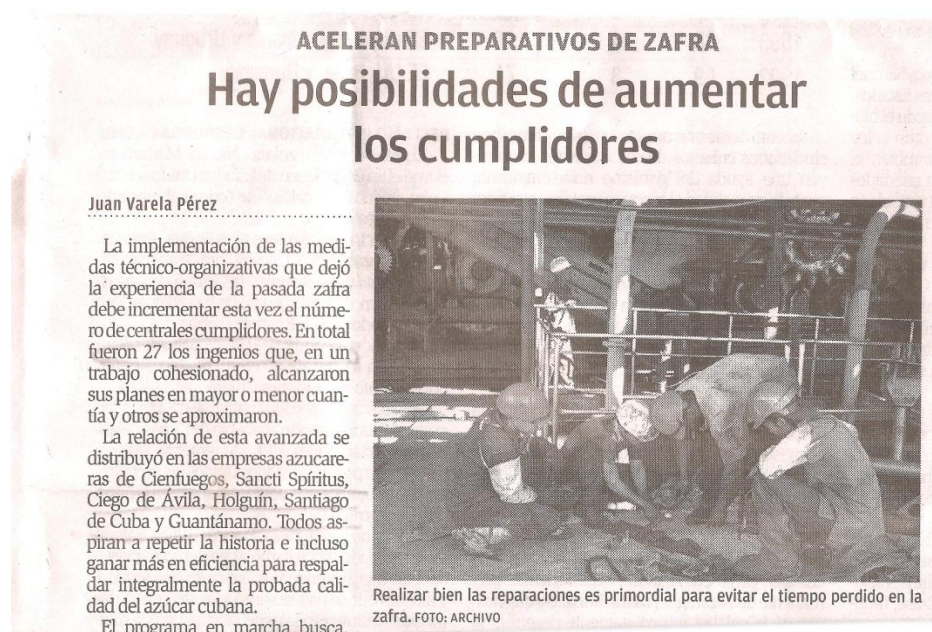 ACELERAN PREPARATIVOS DE ZAFRA
Hay posibilidades de aumentar
los cumplidores
Juan Varela Pérez
La implementación de las medi-
das técnico-organizativas que dejó
la experiencia de la pasada zafra
debe incrementar esta vez el núme-
ro de centrales cumplidores. En total
fueron 27 los ingenios que, en un
trabajo cohesionado, alcanzaron
sus planes en mayor o menor cuan-
tía y otros se aproximaron.
La relación de esta avanzada se
distribuyó en las empresas azucare-
ras de Cienfuegos, Sancti Spíritus,
Ciego de Ávila, Holguín, Santiago
de Cuba y Guantánamo. Todos as-
piran a repetir la historia e incluso
ganar más en eficiencia para respal-
dar integralmente la probada cali-
dad del azúcar cubana.
El programa en marcha busca,
Realizar bien las reparaciones es primordial para evitar el tiempo perdido en la
zafra. FOTO: ARCHIVO